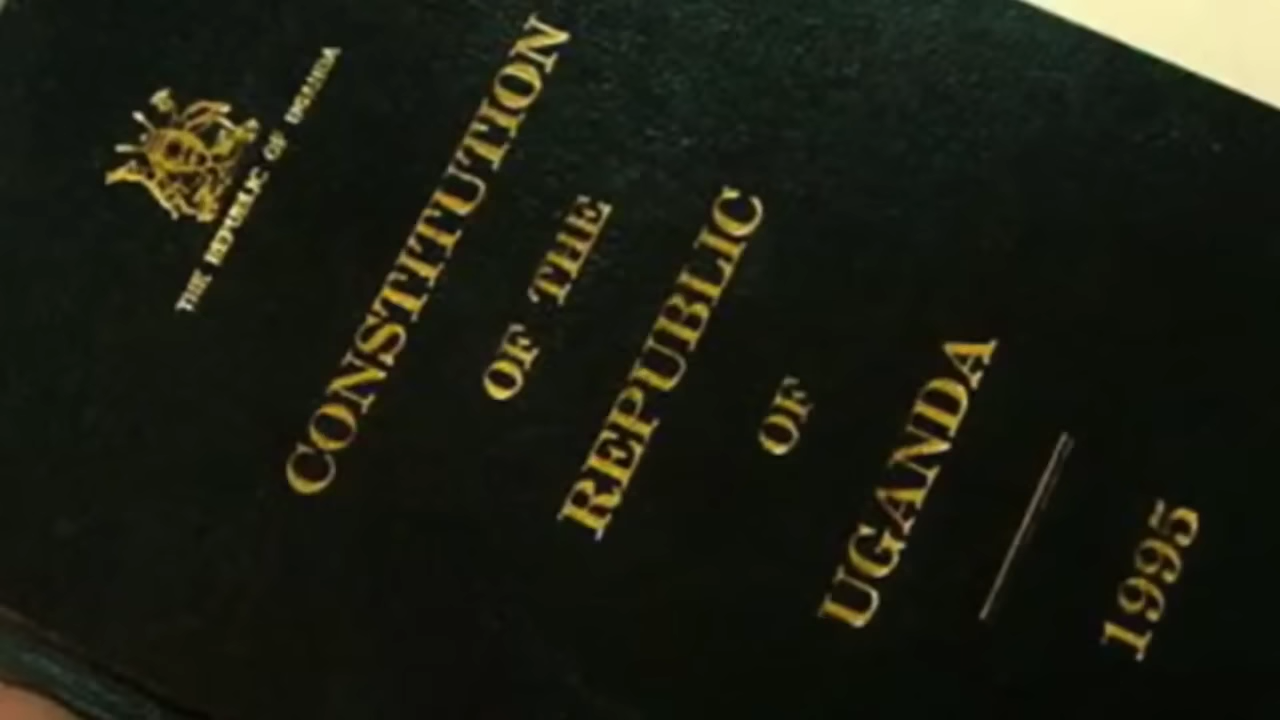 THE REPUBLIC OF UGANDA
CONSTITUTION
OF THE
REPUBLIC
OF
UGANDA
1995